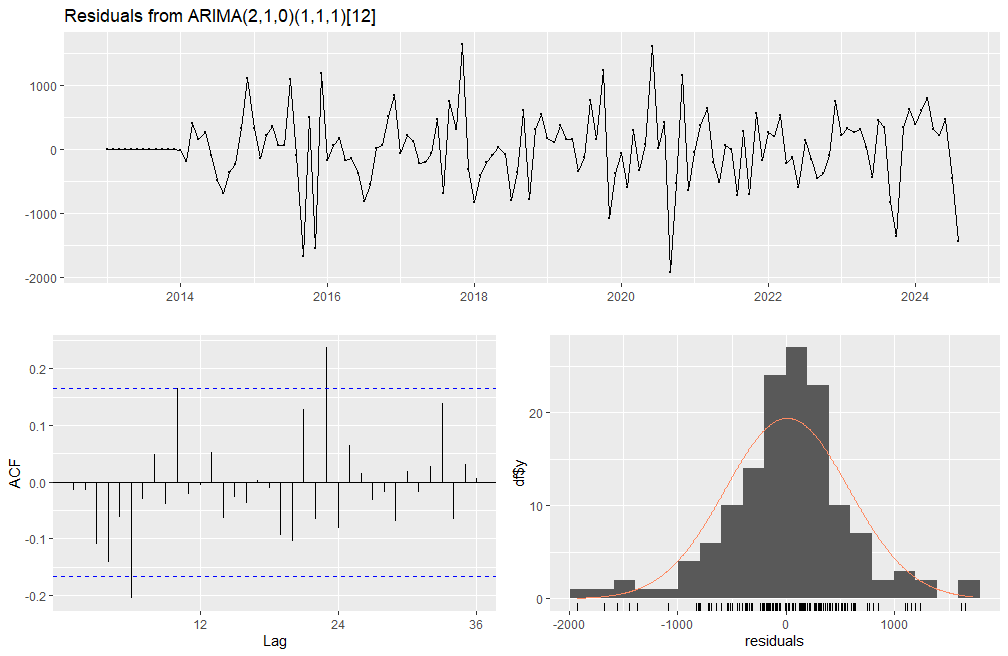 Residuals from ARIMA(2,1,0)(1,1,1)[12]
1000
0
-1000
-2000
2014 2016 2018 2020 2022 2024
ACF
0.2
0.1
0.0
-0.1
-0.2
12 24 36
Lag
df$y
20
10
0
-2000 -1000 0 1000
residuals